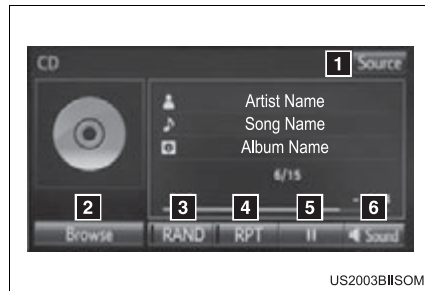 CD
1 Source
Artist Name
Song Name
Album Name
6/15
2 3 4 5 6
Browse RAND RPT II Sound
US2003BⅡSOM